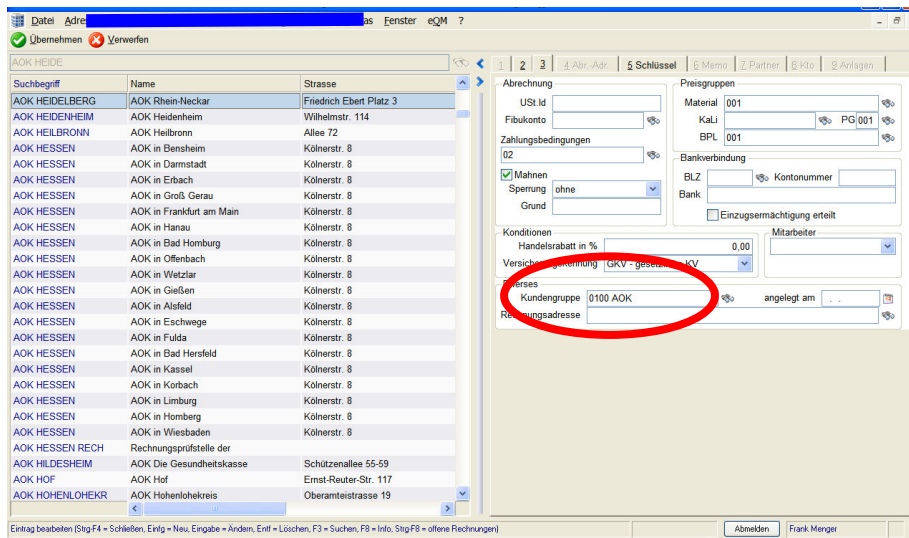 Datei Adre as Fenster eQM ?
Übernehmen Verwerfen
AOK HEIDE
Suchbegriff Name Strasse
AOK HEIDELBERG AOK Rhein-Neckar Friedrich Ebert Platz 3
AOK HEIDENHEIM AOK Heidenheim Wilhelmstr. 114
AOK HEILBRONN AOK Heilbronn Allee 72
AOK HESSEN AOK in Bensheim Kölnerstr. 8
AOK HESSEN AOK in Darmstadt Kölnerstr. 8
AOK HESSEN AOK in Erbach Kölnerstr. 8
AOK HESSEN AOK in Groß Gerau Kölnerstr. 8
AOK HESSEN AOK in Frankfurt am Main Kölnerstr. 8
AOK HESSEN AOK in Hanau Kölnerstr. 8
AOK HESSEN AOK in Bad Homburg Kölnerstr. 8
AOK HESSEN AOK in Offenbach Kölnerstr. 8
AOK HESSEN AOK in Wetzlar Kölnerstr. 8
AOK HESSEN AOK in Gießen Kölnerstr. 8
AOK HESSEN AOK in Alsfeld Kölnerstr. 8
AOK HESSEN AOK in Eschwege Kölnerstr. 8
AOK HESSEN AOK in Fulda Kölnerstr. 8
AOK HESSEN AOK in Bad Hersfeld Kölnerstr. 8
AOK HESSEN AOK in Kassel Kölnerstr. 8
AOK HESSEN AOK in Korbach Kölnerstr. 8
AOK HESSEN AOK in Limburg Kölnerstr. 8
AOK HESSEN AOK in Homberg Kölnerstr. 8
AOK HESSEN AOK in Wiesbaden Kölnerstr. 8
AOK HESSEN RECH Rechnungsprüfstelle der
AOK HILDESHEIM AOK Die Gesundheitskasse Schützenallee 55-59
AOK HOF AOK Hof Ernst-Reuter-Str. 117
AOK HOHENLOHEKR AOK Hohenlohekreis Oberamteistrasse 19
1 2 3 4 Abr.-Adr. 5 Schlüssel 6 Memo 7 Partner 8 Kto 9 Anlagen
Abrechnung
USt.Id
Fibukonto
Zahlungsbedingungen
02
Mahnen
Sperrung ohne
Grund
Preisgruppen
Material 001
KaLi PG 001
BPL 001
Bankverbindung
BLZ Kontonummer
Bank
Einzugsermächtigung erteilt
Konditionen
Handelsrabatt in % 0,00
GKV - KV
Mitarbeiter
Kundengruppe 0100 AOK angelegt am . .
Eintrag bearbeiten (Strg-F4 = Schließen, Einfg = Neu, Eingabe = Ändern, Entf = Löschen, F3 = Suchen, F8 = Info, Strg-F8 = offene Rechnungen) Abmelden Frank Menger